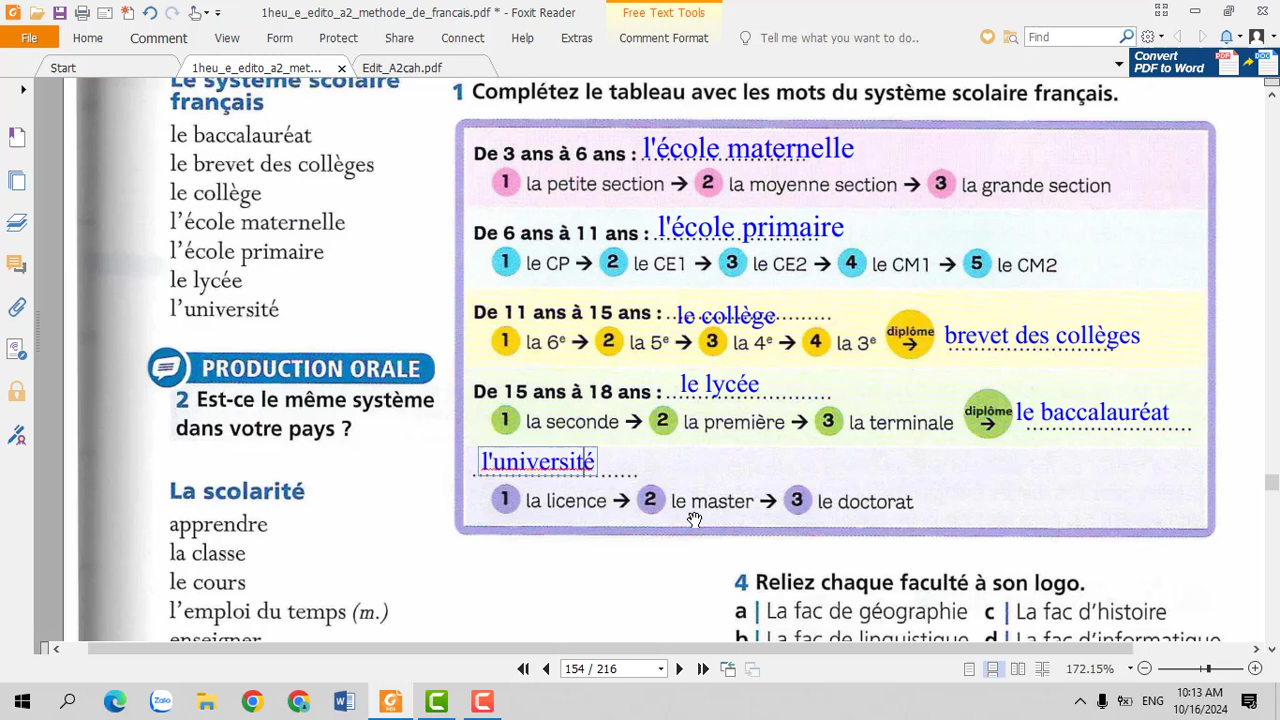 1heu_e_edito_a2_methode_de_francais.pdf * - Foxit Reader
Free Text Tools
File Home Comment View Form Protect Share Connect Help Extras Comment Format Tell me what you want to do.. Find
Start 1heu_e_edito_a2_met... Edit_A2cah.pdf
Convert
PDF to Word
Le système scolaire
français
le baccalauréat
le brevet des collèges
le collège
l'école maternelle
l'école primaire
le lycée
l'université
PRODUCTION ORALE
2 Est-ce le même système
dans votre pays ?
La scolarité
apprendre
la classe
le cours
l'emploi du temps (m.)
enseigner
1 Complétez le tableau avec les mots du système scolaire français.
De 3 ans à 6 ans : l'école maternelle
1 la petite section → 2 la moyenne section → 3 la grande section
De 6 ans à 11 ans : l'école primaire
1 le CP → 2 le CE1 → 3 le CE2 → 4 le CM1 → 5 le CM2
De 11 ans à 15 ans : le collège
1 la 6e → 2 la 5e → 3 la 4e → 4 la 3e diplôme → brevet des collèges
De 15 ans à 18 ans : le lycée
1 la seconde → 2 la première → 3 la terminale diplôme → le baccalauréat
l'université
1 la licence → 2 le master → 3 le doctorat
4 Reliez chaque faculté à son logo.
a | La fac de géographie c | La fac d'histoire
b | La fac de linguistique d | La fac d'informatique
154 / 216
172.15%
Zalo
ENG
10:13 AM
10/16/2024